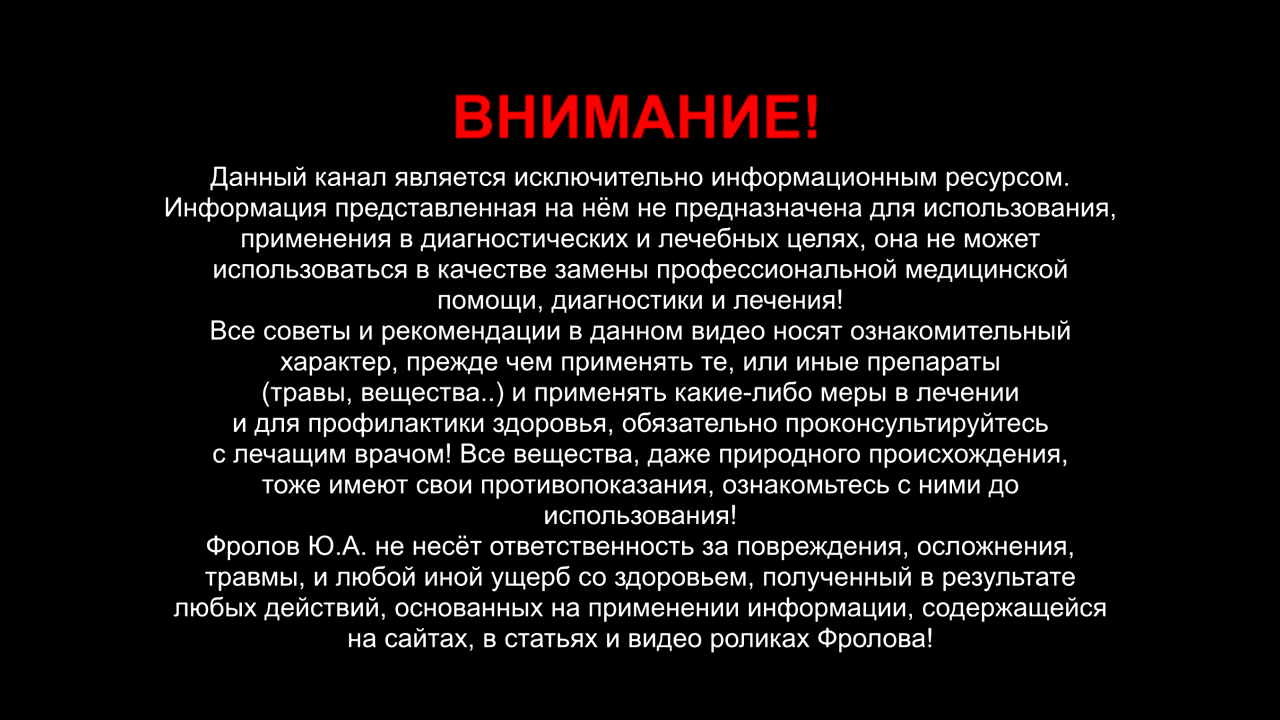 ВНИМАНИЕ!
Данный канал является исключительно информационным ресурсом.
Информация представленная на нём не предназначена для использования,
применения в диагностических и лечебных целях, она не может
использоваться в качестве замены профессиональной медицинской
помощи, диагностики и лечения!
Все советы и рекомендации в данном видео носят ознакомительный
характер, прежде чем применять те, или иные препараты
(травы, вещества..) и применять какие-либо меры в лечении
и для профилактики здоровья, обязательно проконсультируйтесь
с лечащим врачом! Все вещества, даже природного происхождения,
тоже имеют свои противопоказания, ознакомьтесь с ними до
использования!
Фролов Ю.А. не несёт ответственность за повреждения, осложнения,
травмы, и любой иной ущерб со здоровьем, полученный в результате
любых действий, основанных на применении информации, содержащейся
на сайтах, в статьях и видео роликах Фролова!